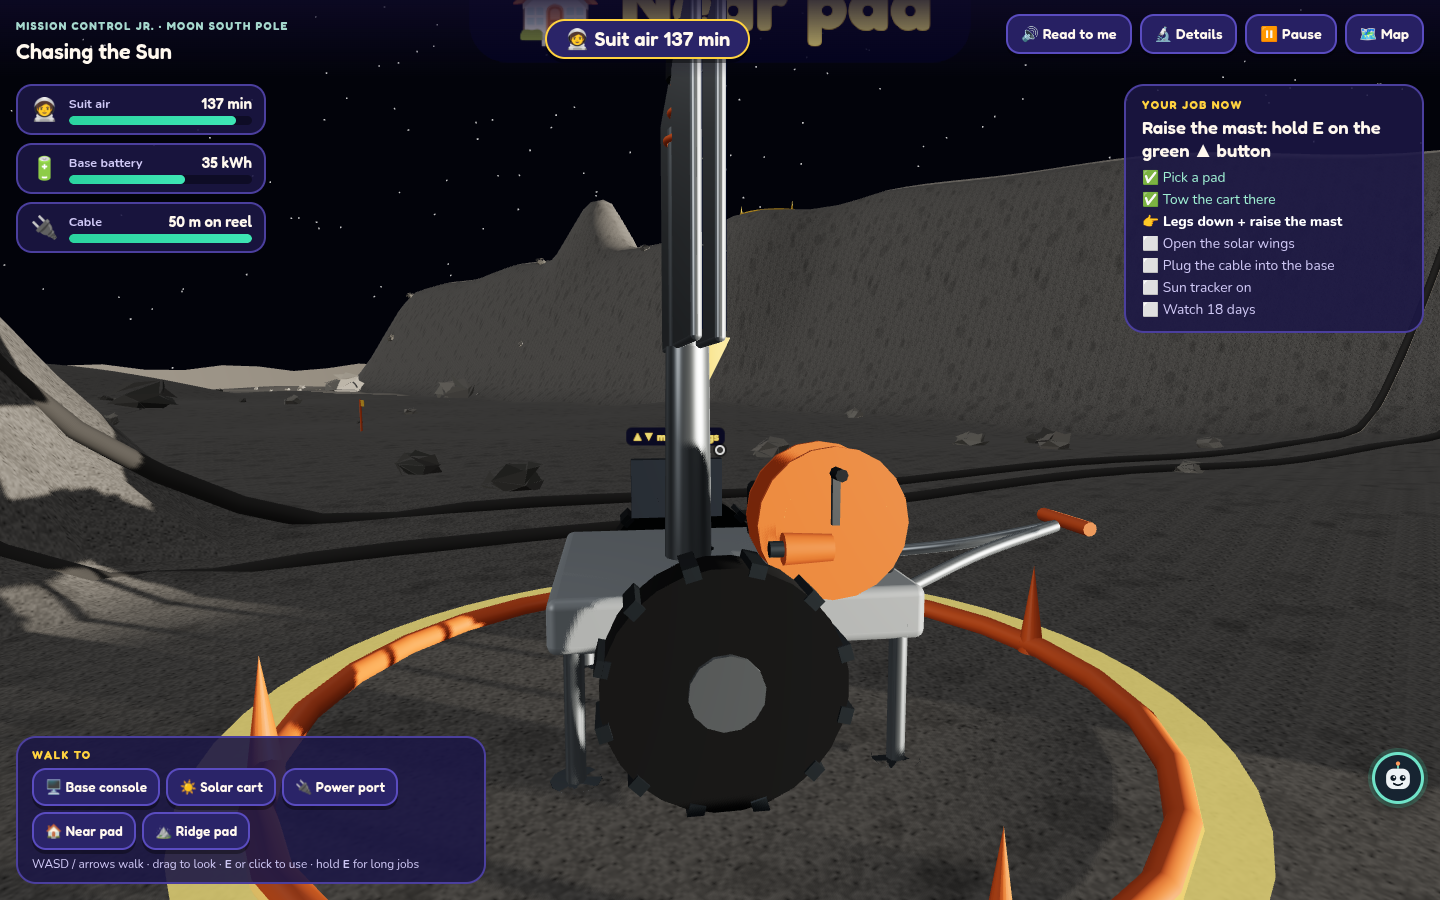 MISSION CONTROL JR. · MOON SOUTH POLE
Chasing the Sun
Suit air
137 min
Base battery
35 kWh
Cable
50 m on reel
Near pad
Suit air 137 min
Read to me
Details
Pause
Map
YOUR JOB NOW
Raise the mast: hold E on the
green ▲ button
Pick a pad
Tow the cart there
Legs down + raise the mast
Open the solar wings
Plug the cable into the base
Sun tracker on
Watch 18 days
▲▼
WALK TO
Base console
Solar cart
Power port
Near pad
Ridge pad
WASD / arrows walk · drag to look · E or click to use · hold E for long jobs